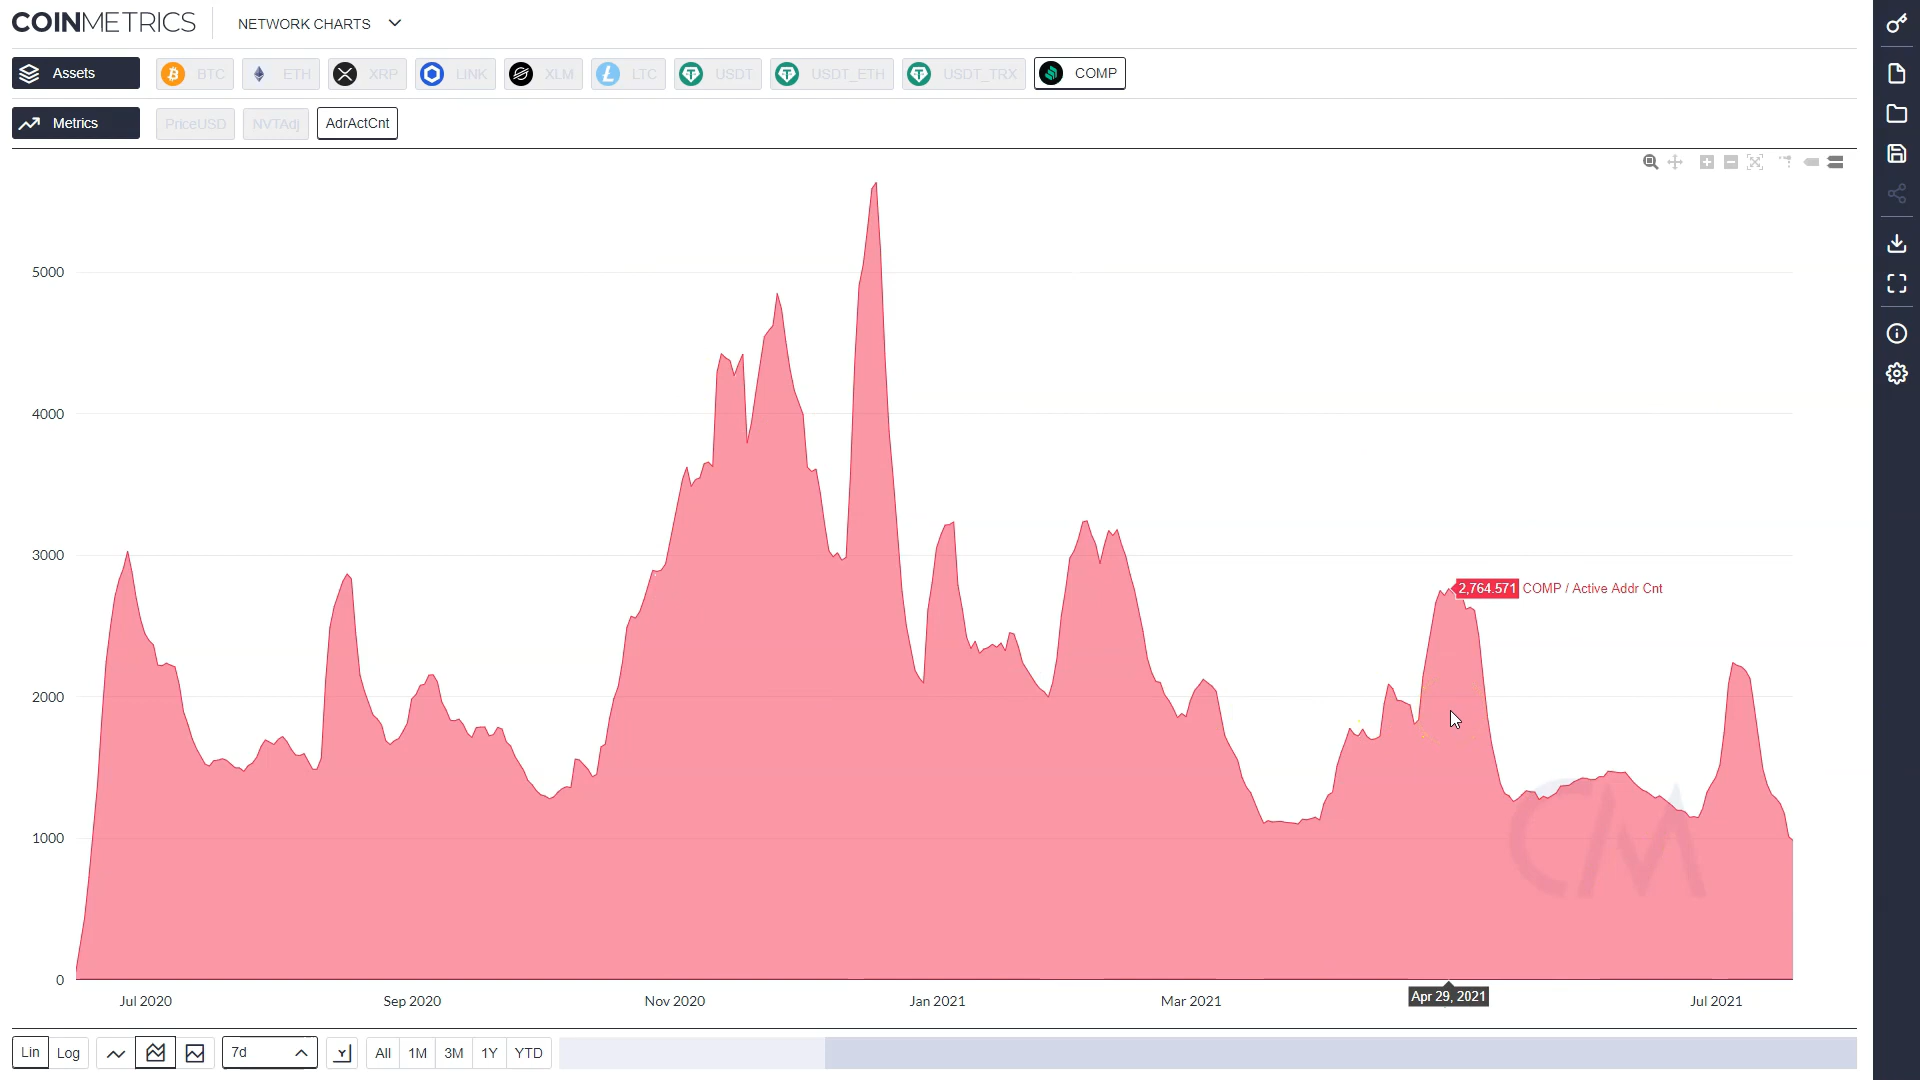 COINMETRICS NETWORK CHARTS
Assets BTC ETH XRP LINK XLM LTC USDT USDT_ETH USDT_TRX COMP
Metrics PriceUSD NVTAdj AdrActCnt
5000
4000
3000
2,764.571 COMP / Active Addr Cnt
2000
1000
CM
0
Jul 2020 Sep 2020 Nov 2020 Jan 2021 Mar 2021 Apr 29, 2021 Jul 2021
Lin Log 7d All 1M 3M 1Y YTD